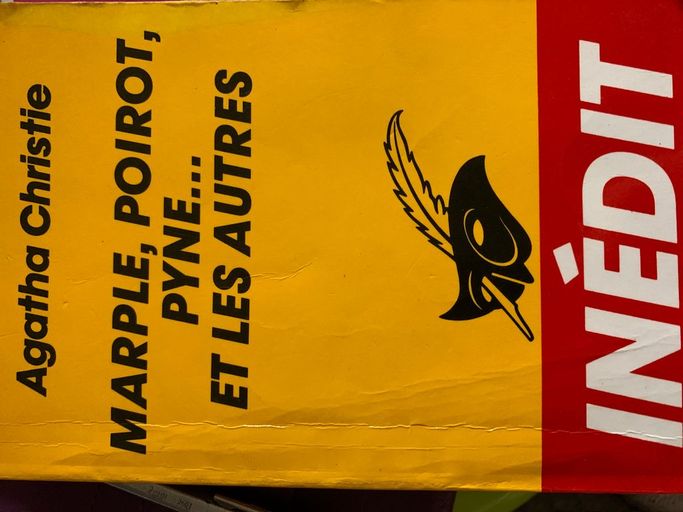 Agatha Christie
MARPLE, POIROT,
PYNE...
ET LES AUTRES
INÉDIT